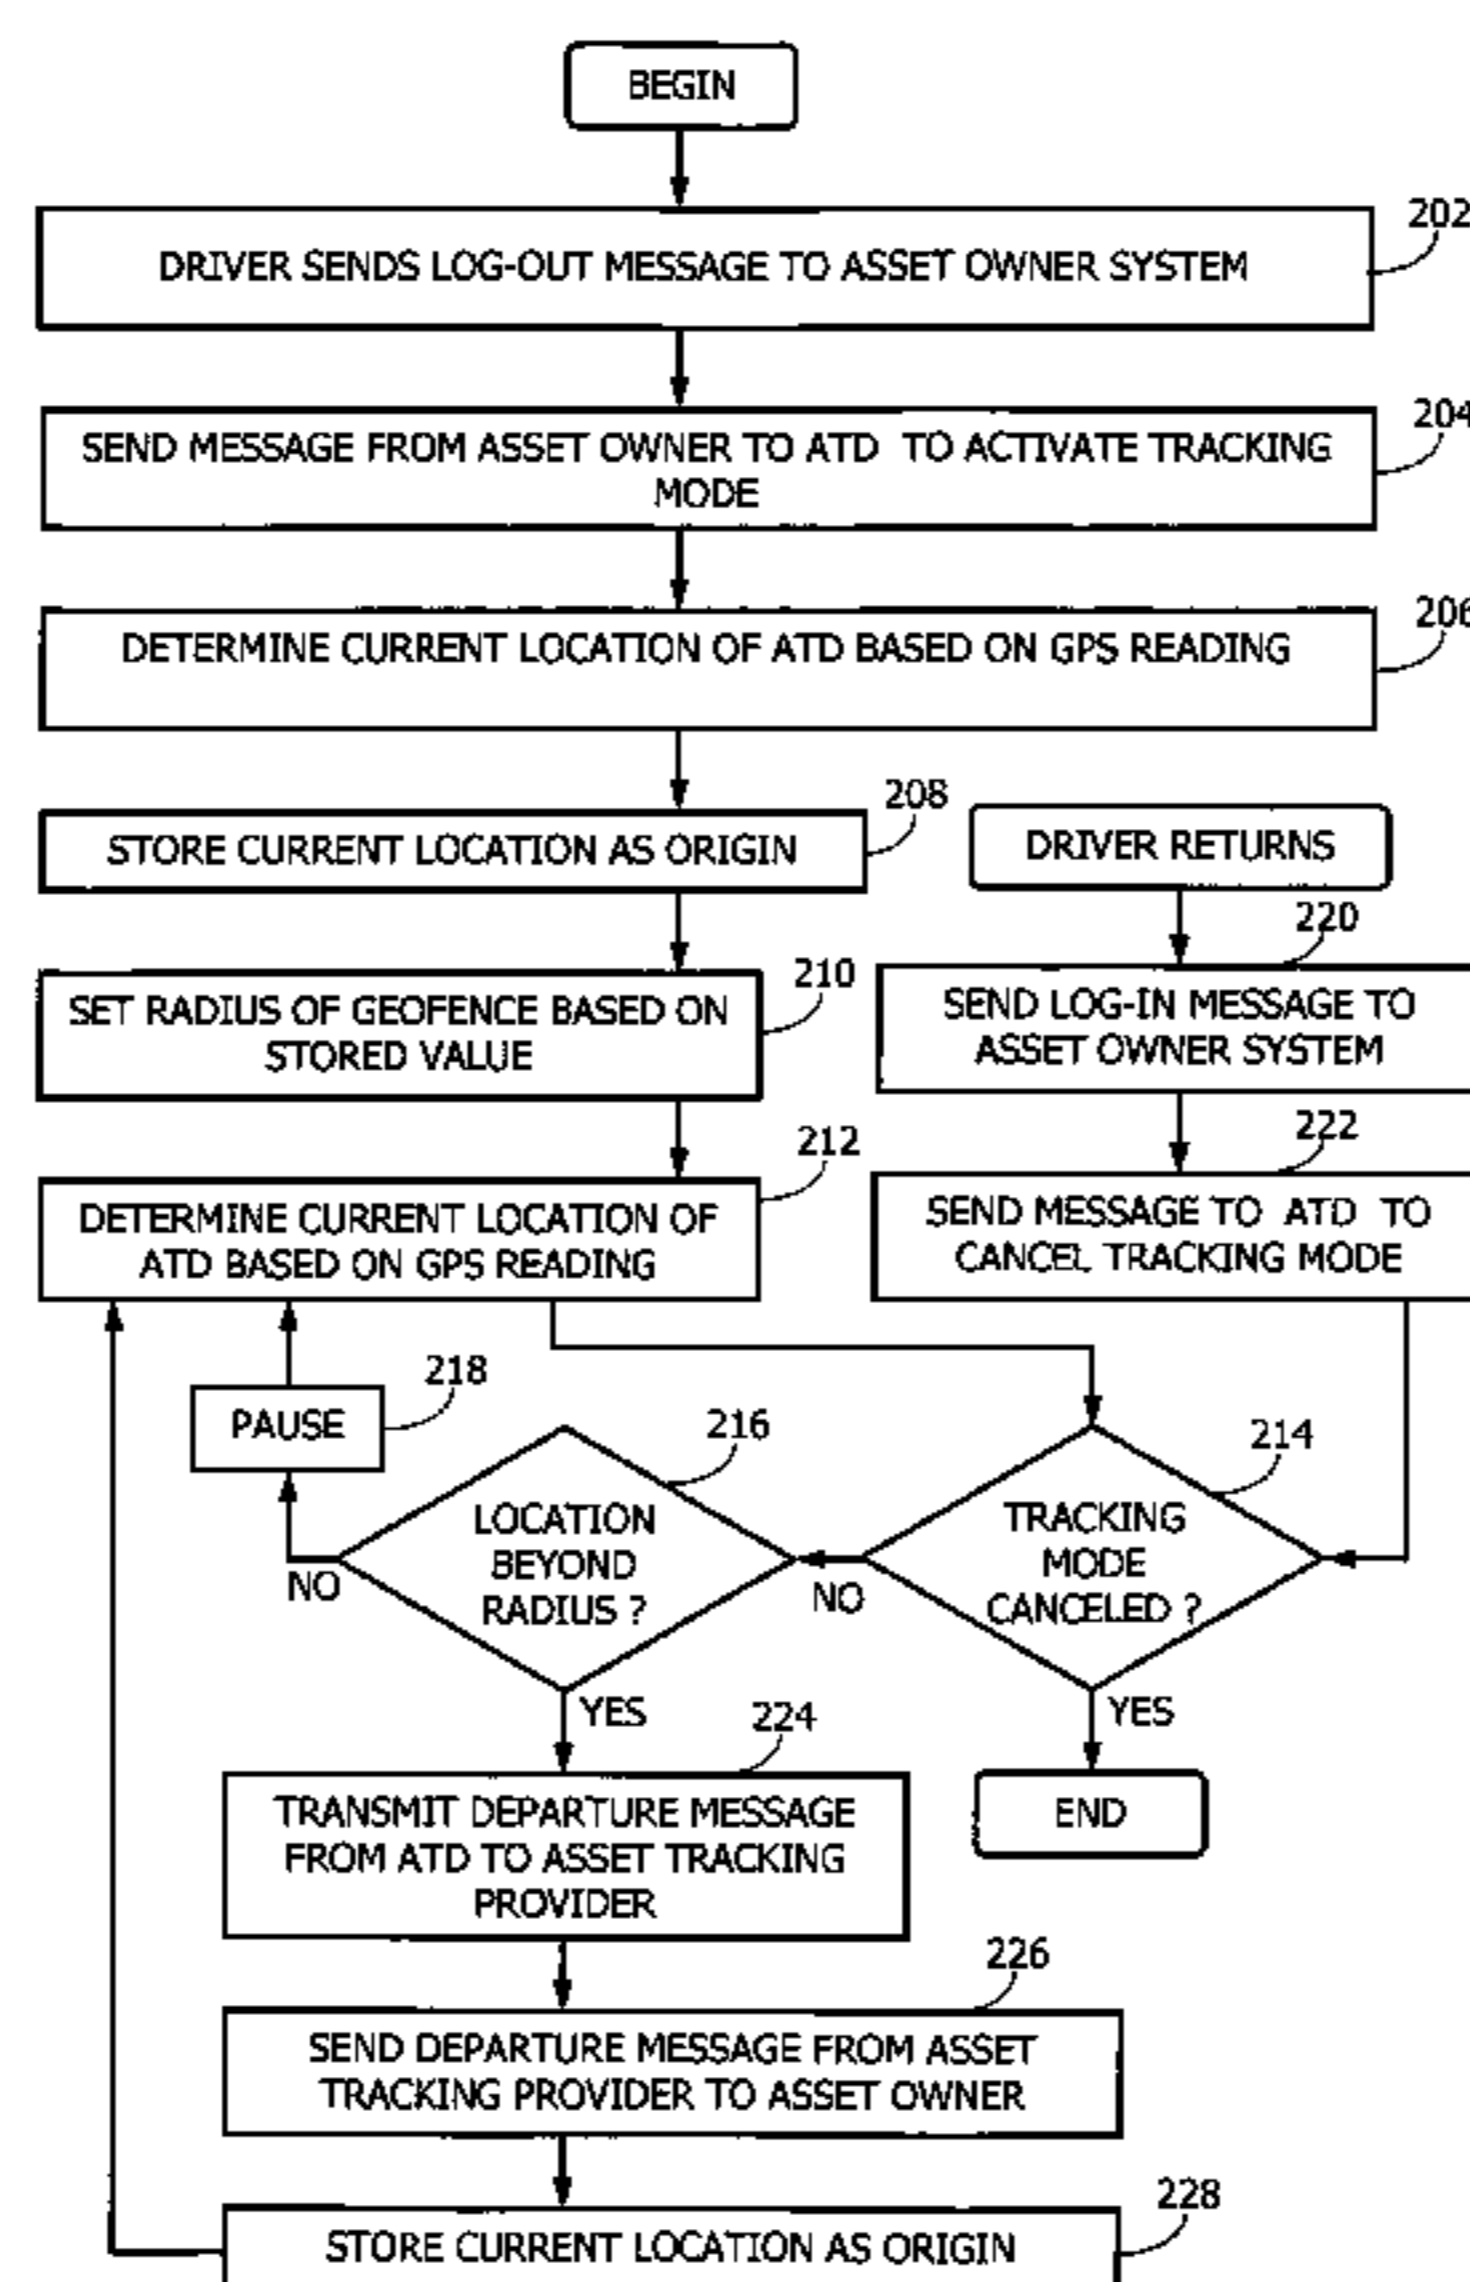 BEGIN
202
DRIVER SENDS LOG-OUT MESSAGE TO ASSET OWNER SYSTEM
204
SEND MESSAGE FROM ASSET OWNER TO ATD TO ACTIVATE TRACKING
MODE
206
DETERMINE CURRENT LOCATION OF ATD BASED ON GPS READING
208
STORE CURRENT LOCATION AS ORIGIN
DRIVER RETURNS
220
210
SET RADIUS OF GEOFENCE BASED ON
STORED VALUE
SEND LOG-IN MESSAGE TO
ASSET OWNER SYSTEM
222
212
DETERMINE CURRENT LOCATION OF
ATD BASED ON GPS READING
SEND MESSAGE TO ATD TO
CANCEL TRACKING MODE
218
PAUSE
216
214
LOCATION
BEYOND
RADIUS ?
TRACKING
MODE
CANCELED ?
NO
NO
YES
YES
224
TRANSMIT DEPARTURE MESSAGE
FROM ATD TO ASSET TRACKING
PROVIDER
END
226
SEND DEPARTURE MESSAGE FROM ASSET
TRACKING PROVIDER TO ASSET OWNER
228
STORE CURRENT LOCATION AS ORIGIN